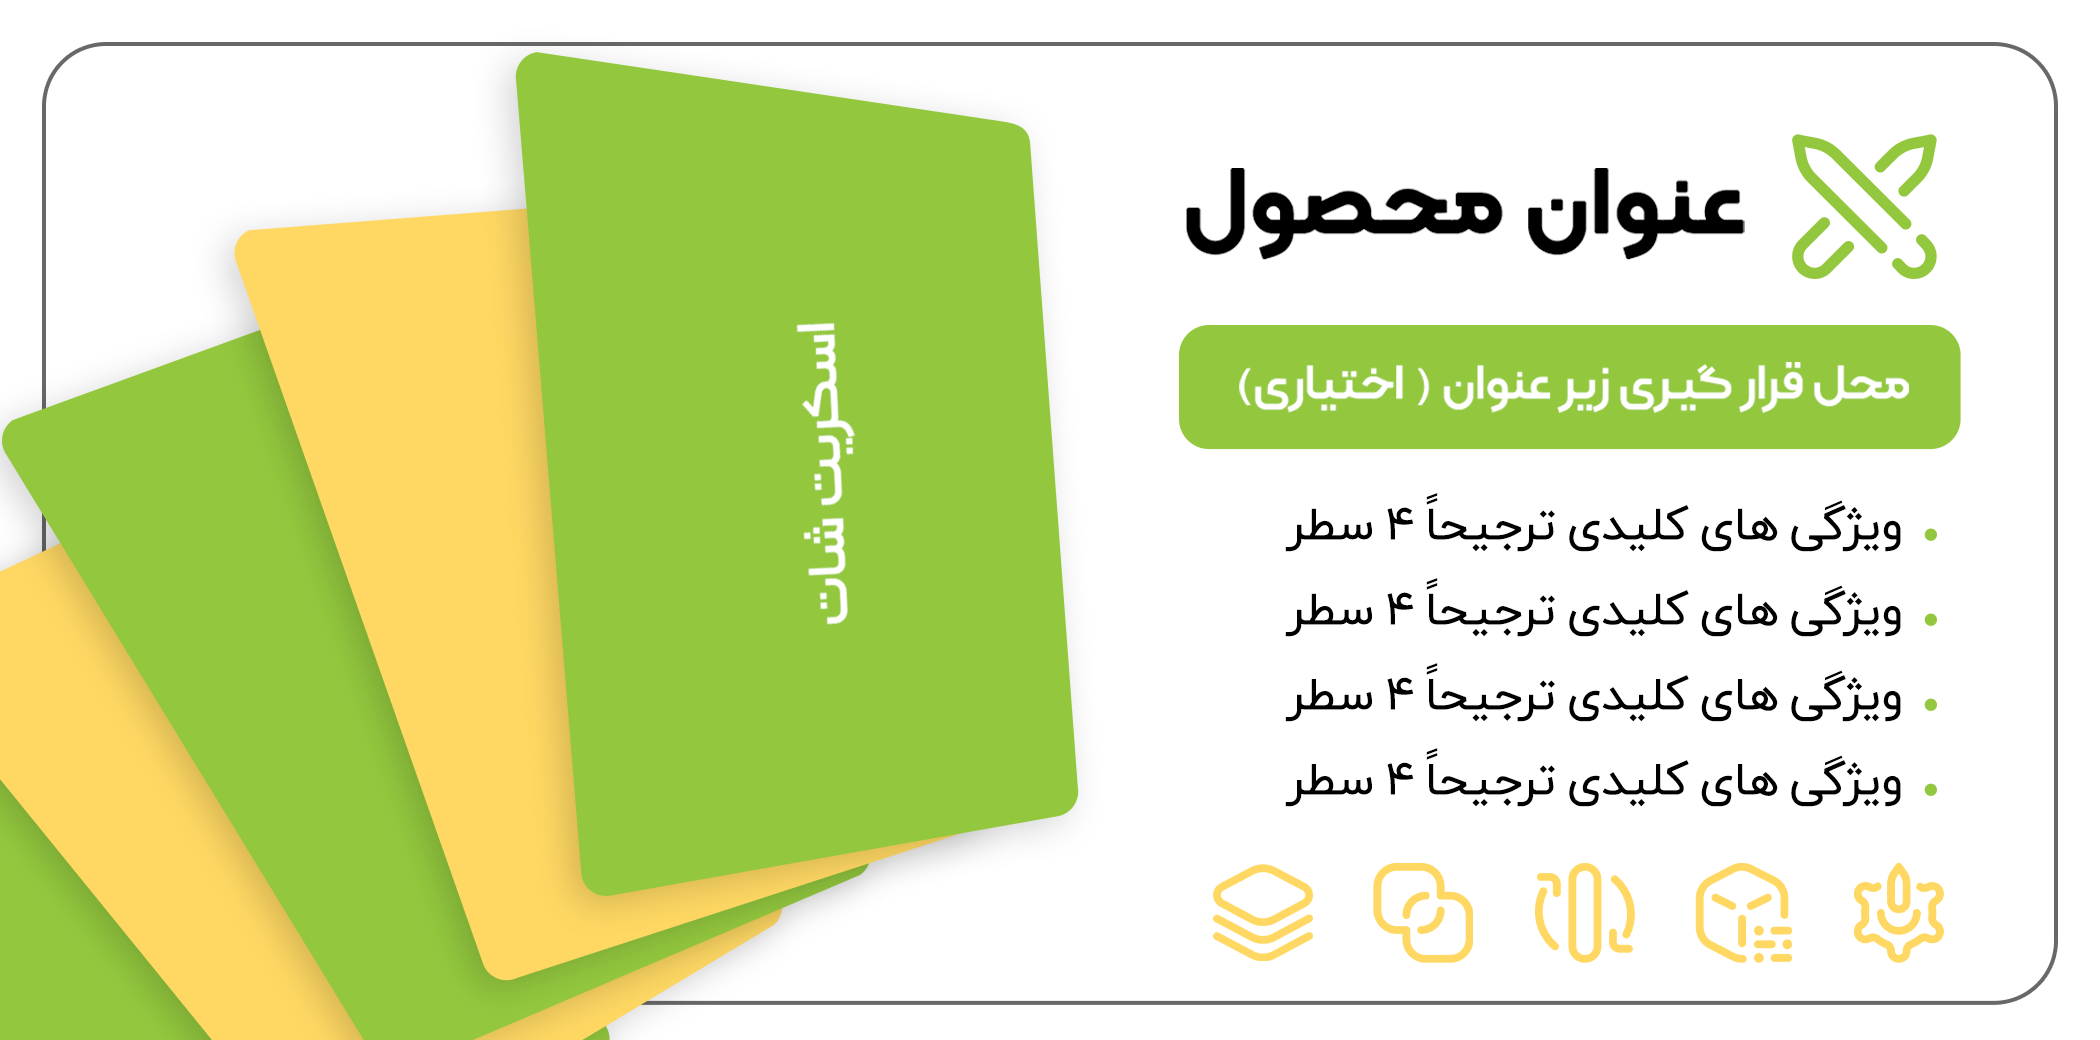 عنوان محصول
محل قرار گیری زیر عنوان ( اختیاری)
• ویژگی های کلیدی ترجیحاً ۴ سطر
• ویژگی های کلیدی ترجیحاً ۴ سطر
• ویژگی های کلیدی ترجیحاً ۴ سطر
• ویژگی های کلیدی ترجیحاً ۴ سطر
اسکریت شات